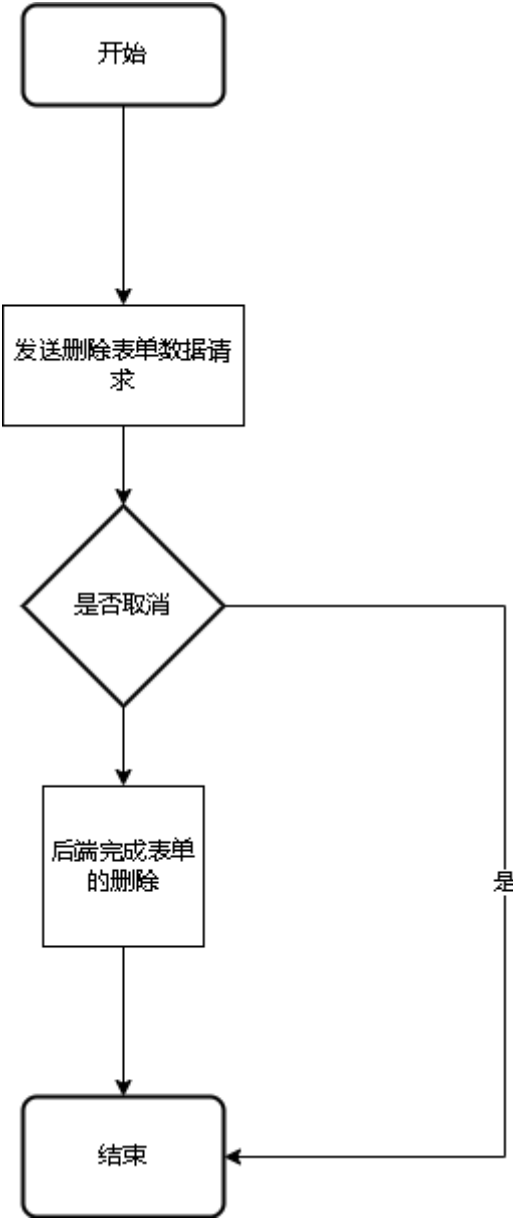 开始
发送删除表单数据请
求
是否取消
后端完成表单
的删除
是
结束